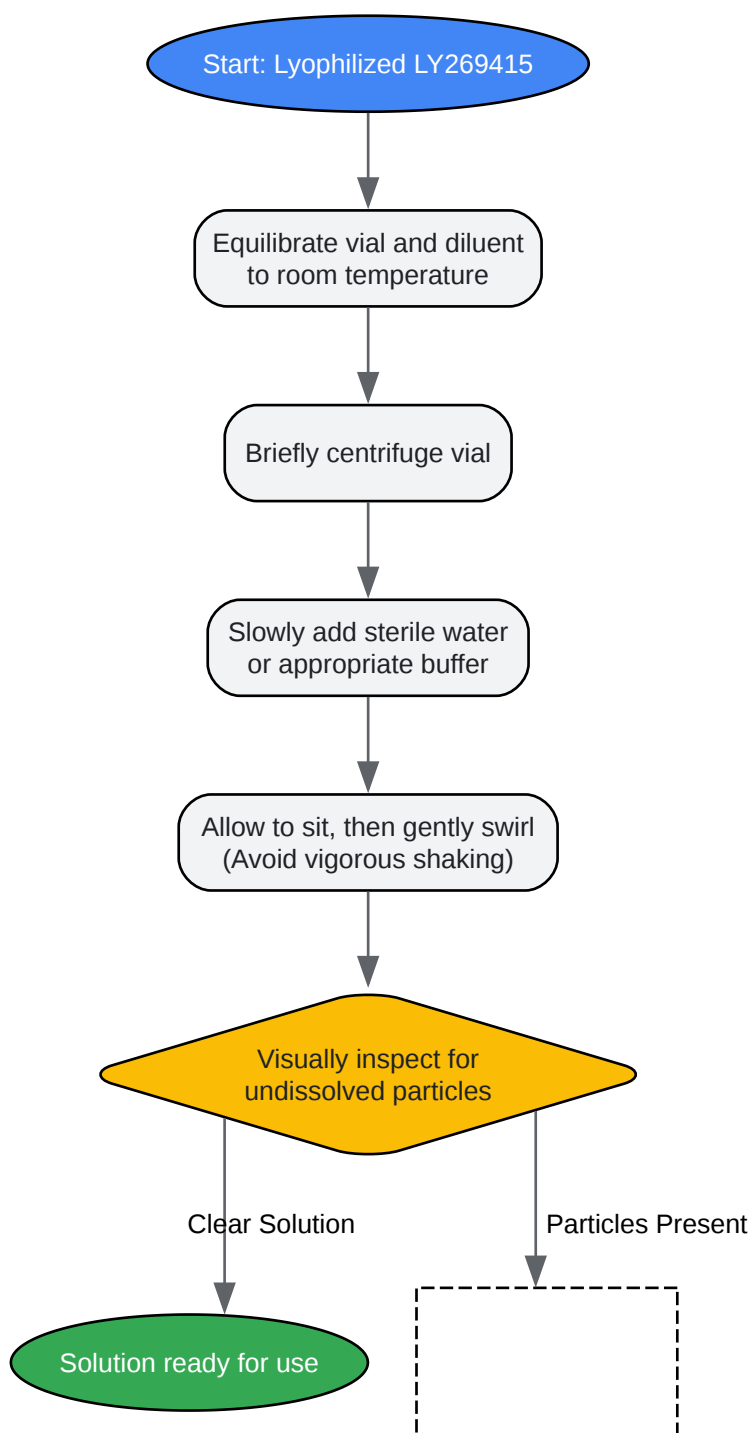 Start: Lyophilized LY269415
Equilibrate vial and diluent
to room temperature
Briefly centrifuge vial
Slowly add sterile water
or appropriate buffer
Allow to sit, then gently swirl
(Avoid vigorous shaking)
Visually inspect for
undissolved particles
Clear Solution
Particles Present
Solution ready for use